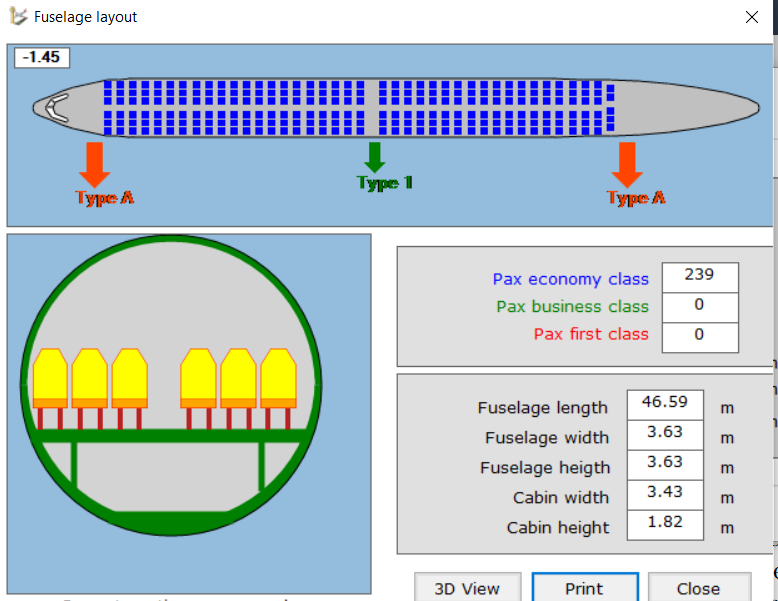 Fuselage layout
-1.45
Type A
Type 1
Type A
Pax economy class 239
Pax business class 0
Pax first class 0
Fuselage length 46.59 m
Fuselage width 3.63 m
Fuselage heigth 3.63 m
Cabin width 3.43 m
Cabin height 1.82 m
3D View Print Close